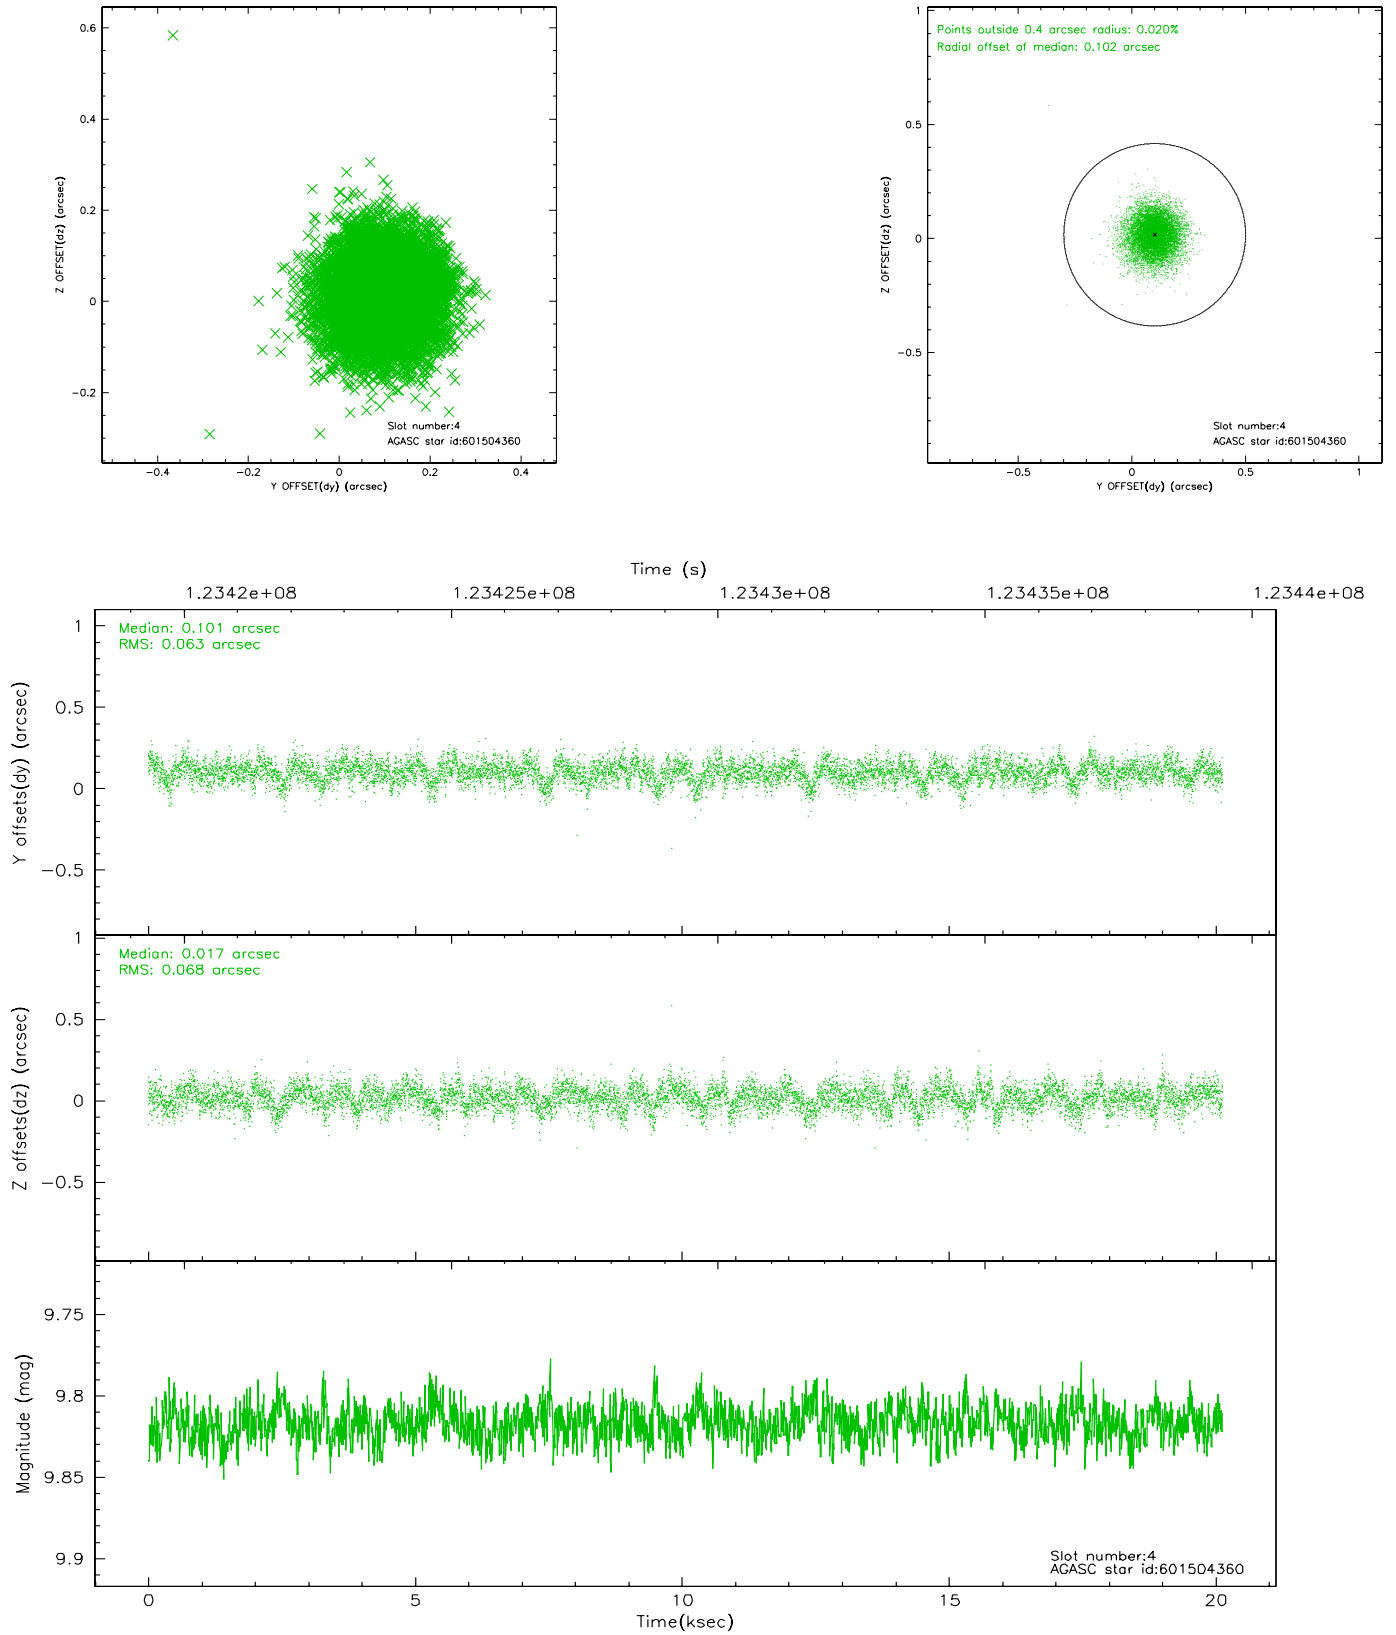 0.6
0.4
0.2
0
−0.2
Z OFFSET(dz) (arcsec)
Slot number:4
AGASC star id:601504360
−0.4 −0.2 0 0.2 0.4
Y OFFSET(dy) (arcsec)
1
0.5
0
−0.5
Z OFFSET(dz) (arcsec)
Points outside 0.4 arcsec radius: 0.020%
Radial offset of median: 0.102 arcsec
Slot number:4
AGASC star id:601504360
−0.5 0 0.5 1
Y OFFSET(dy) (arcsec)
Time (s)
1.2342e+08 1.23425e+08 1.2343e+08 1.23435e+08 1.2344e+08
Median: 0.101 arcsec
RMS: 0.063 arcsec
1
0.5
0
−0.5
Y offsets(dy) (arcsec)
Median: 0.017 arcsec
RMS: 0.068 arcsec
1
0.5
0
−0.5
Z offsets(dz) (arcsec)
9.75
9.8
9.85
9.9
Magnitude (mag)
Slot number:4
AGASC star id:601504360
0 5 10 15 20
Time(ksec)